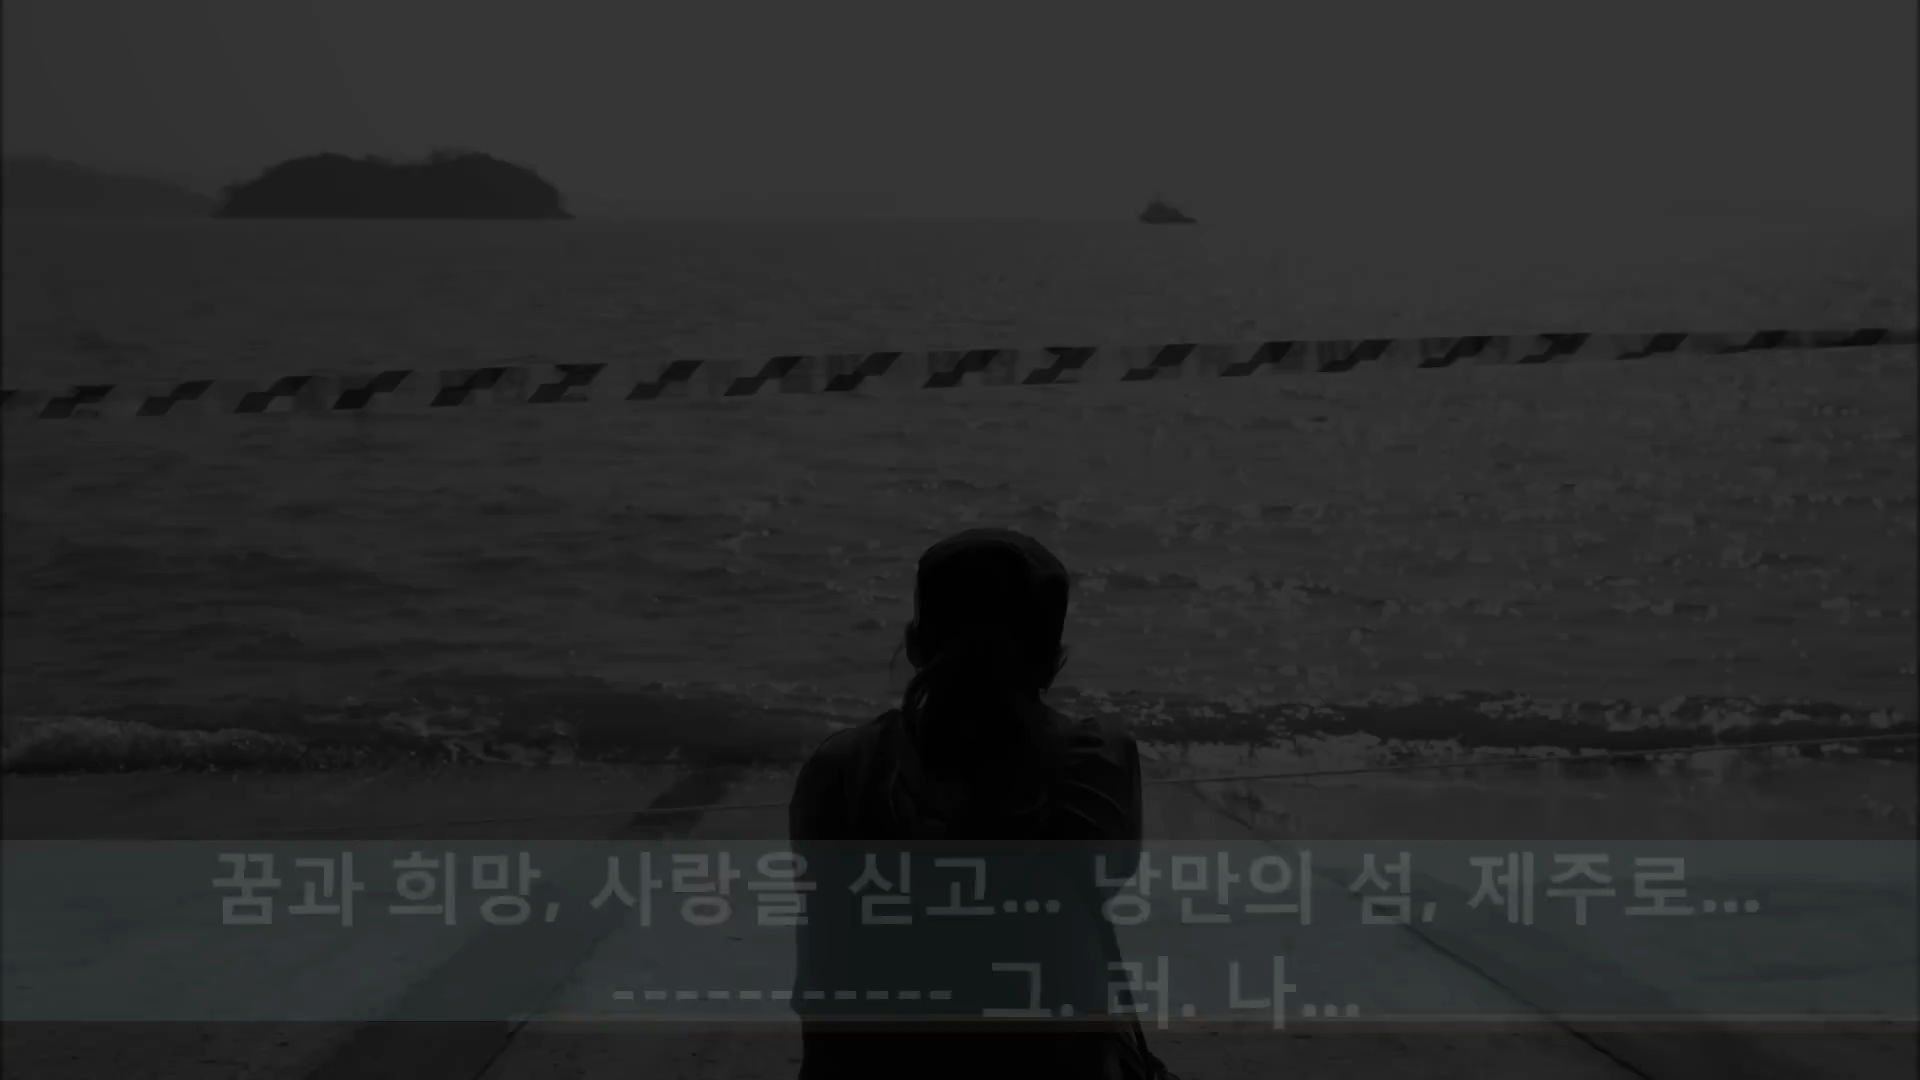 꿈과 희망, 사랑을 싣고... 낭만의 섬, 제주로...
----------- 그. 러. 나...